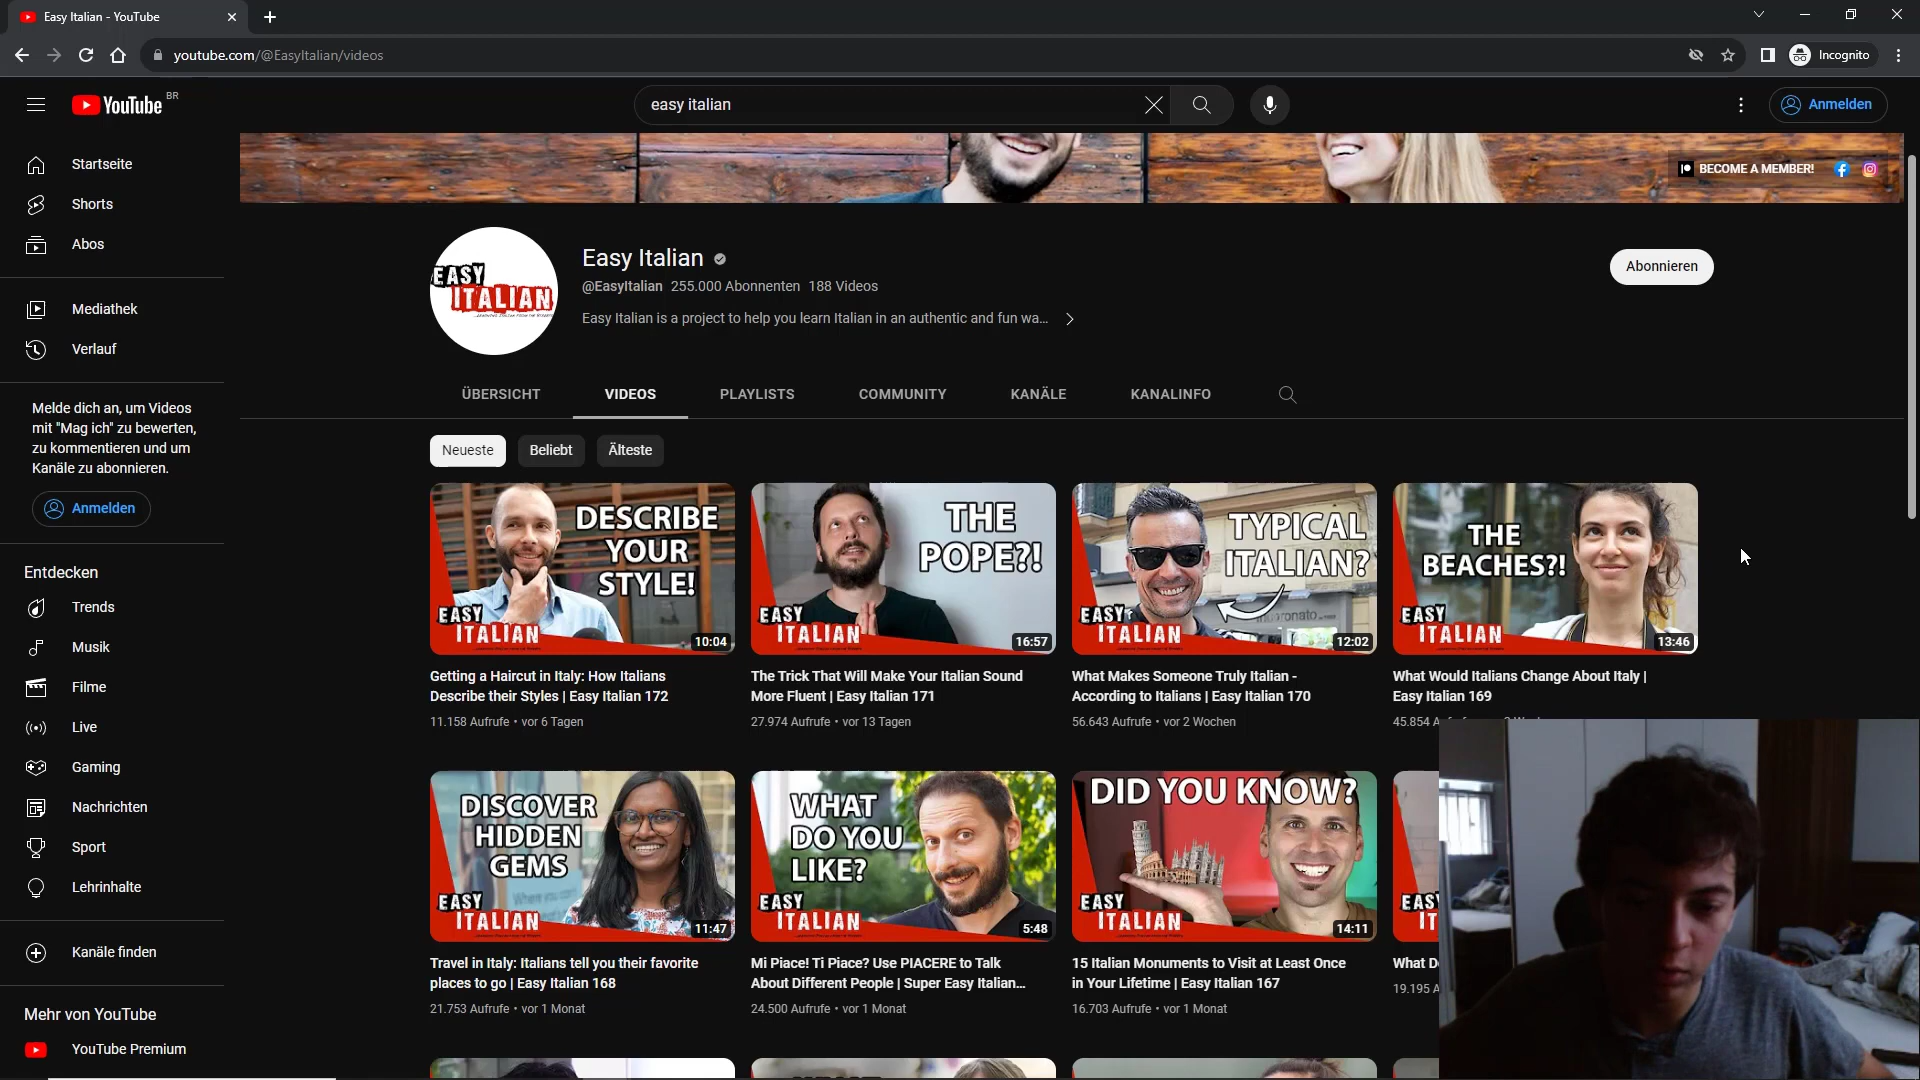 Easy Italian - YouTube
youtube.com/@EasyItalian/videos
Incognito
YouTube BR
easy italian
Anmelden
Startseite
Shorts
Abos
Mediathek
Verlauf
Melde dich an, um Videos
mit "Mag ich" zu bewerten,
zu kommentieren und um
Kanäle zu abonnieren.
Anmelden
Entdecken
Trends
Musik
Filme
Live
Gaming
Nachrichten
Sport
Lehrinhalte
Kanäle finden
Mehr von YouTube
YouTube Premium
BECOME A MEMBER!
EASY
ITALIAN
Easy Italian
@EasyItalian 255.000 Abonnenten 188 Videos
Easy Italian is a project to help you learn Italian in an authentic and fun wa...
Abonnieren
ÜBERSICHT
VIDEOS
PLAYLISTS
COMMUNITY
KANÄLE
KANALINFO
Neueste
Beliebt
Älteste
DESCRIBE
YOUR
STYLE!
EASY
ITALIAN
10:04
Getting a Haircut in Italy: How Italians
Describe their Styles | Easy Italian 172
11.158 Aufrufe • vor 6 Tagen
THE
POPE?!
EASY
ITALIAN
16:57
The Trick That Will Make Your Italian Sound
More Fluent | Easy Italian 171
27.974 Aufrufe • vor 13 Tagen
TYPICAL
ITALIAN?
EASY
ITALIAN
12:02
What Makes Someone Truly Italian -
According to Italians | Easy Italian 170
56.643 Aufrufe • vor 2 Wochen
THE
BEACHES?!
EASY
ITALIAN
13:46
What Would Italians Change About Italy |
Easy Italian 169
45.854
DISCOVER
HIDDEN
GEMS
EASY
ITALIAN
11:47
Travel in Italy: Italians tell you their favorite
places to go | Easy Italian 168
21.753 Aufrufe • vor 1 Monat
WHAT
DO YOU
LIKE?
EASY
ITALIAN
5:48
Mi Piace! Ti Piace? Use PIACERE to Talk
About Different People | Super Easy Italian...
24.500 Aufrufe • vor 1 Monat
DID YOU KNOW?
EASY
ITALIAN
14:11
15 Italian Monuments to Visit at Least Once
in Your Lifetime | Easy Italian 167
16.703 Aufrufe • vor 1 Monat
EAS
IT
What D
19.195 A